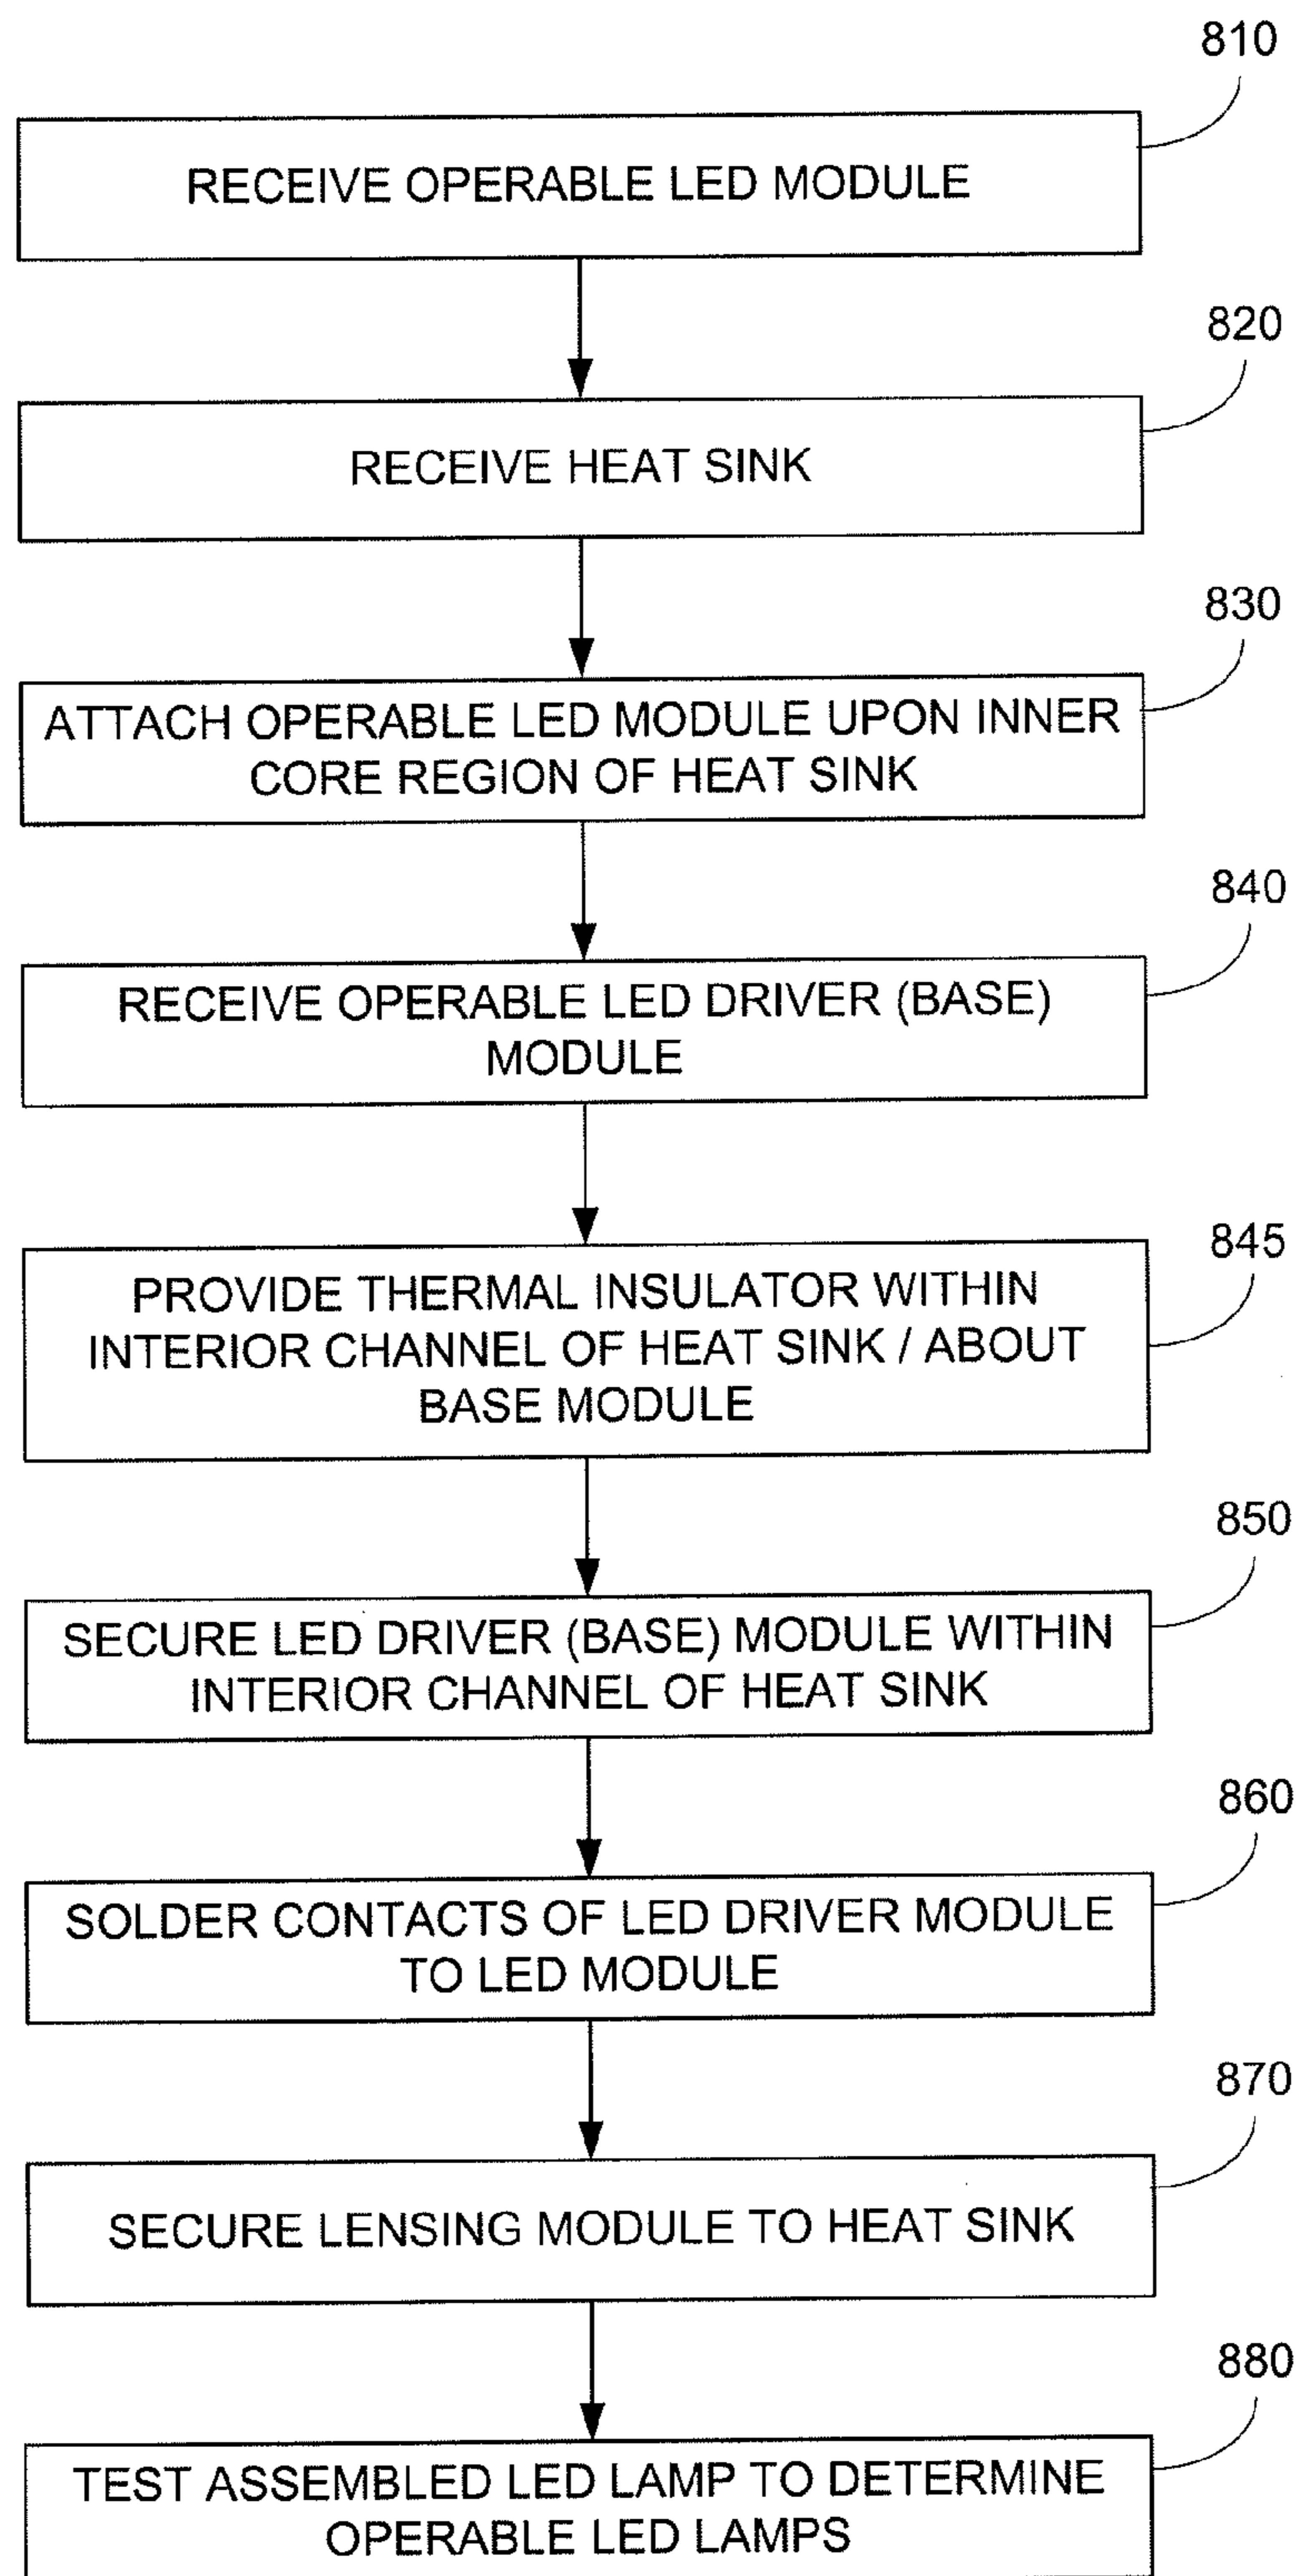 810
RECEIVE OPERABLE LED MODULE
820
RECEIVE HEAT SINK
830
ATTACH OPERABLE LED MODULE UPON INNER
CORE REGION OF HEAT SINK
840
RECEIVE OPERABLE LED DRIVER (BASE)
MODULE
845
PROVIDE THERMAL INSULATOR WITHIN
INTERIOR CHANNEL OF HEAT SINK / ABOUT
BASE MODULE
850
SECURE LED DRIVER (BASE) MODULE WITHIN
INTERIOR CHANNEL OF HEAT SINK
860
SOLDER CONTACTS OF LED DRIVER MODULE
TO LED MODULE
870
SECURE LENSING MODULE TO HEAT SINK
880
TEST ASSEMBLED LED LAMP TO DETERMINE
OPERABLE LED LAMPS